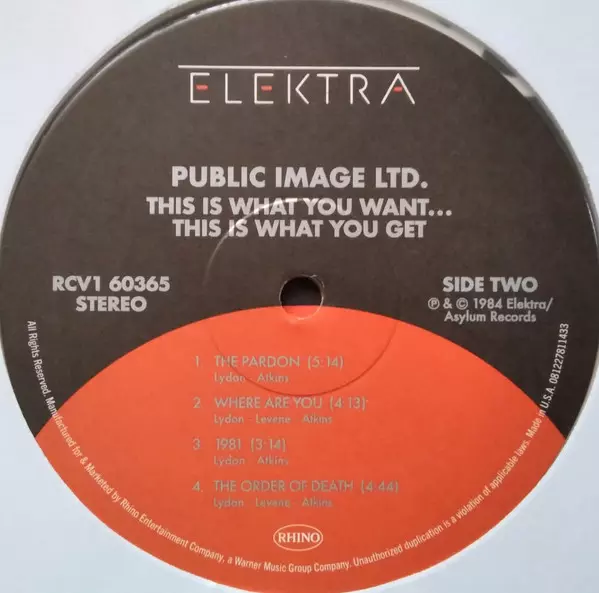 ELEKTRA
PUBLIC IMAGE LTD.
THIS IS WHAT YOU WANT...
THIS IS WHAT YOU GET
RCV1 60365
STEREO
SIDE TWO
℗ & © 1984 Elektra/
Asylum Records
1. THE PARDON (5:14)
Lydon - Atkins
2. WHERE ARE YOU (4:13)
Lydon - Levene - Atkins
3. 1981 (3:14)
Lydon - Atkins
4. THE ORDER OF DEATH (4:44)
Lydon - Levene - Atkins
RHINO
All Rights Reserved. Manufactured for & Marketed by Rhino Entertainment Company, a Warner Music Group Company. Unauthorized duplication is a violation of applicable laws. Made in U.S.A. 081227811433